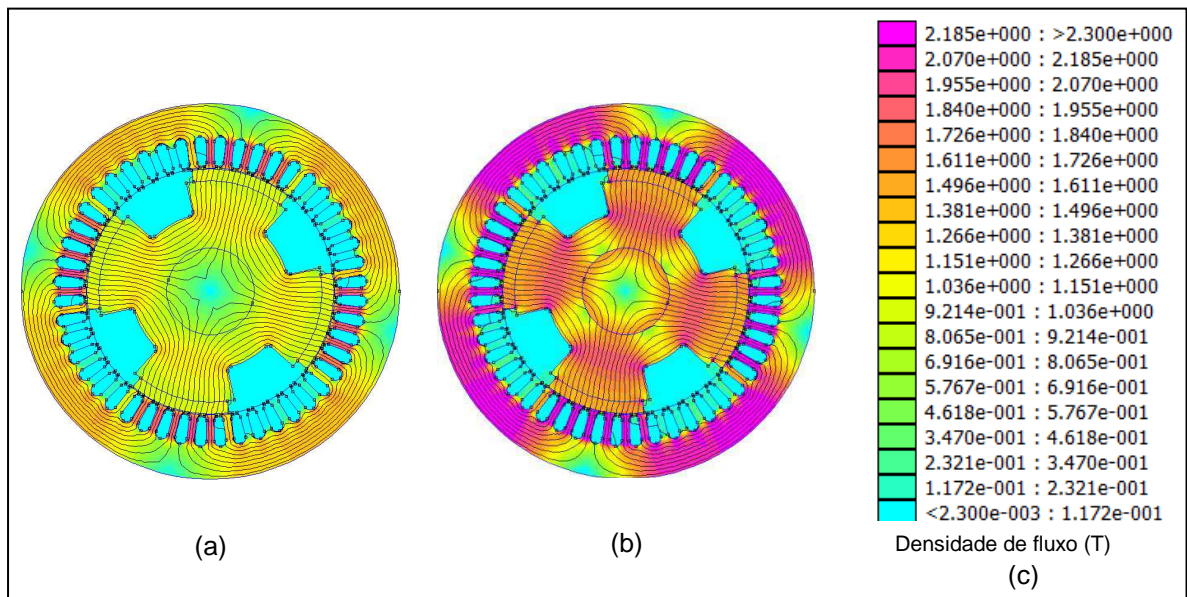 2.185e+000 : >2.300e+000
2.070e+000 : 2.185e+000
1.955e+000 : 2.070e+000
1.840e+000 : 1.955e+000
1.726e+000 : 1.840e+000
1.611e+000 : 1.726e+000
1.496e+000 : 1.611e+000
1.381e+000 : 1.496e+000
1.266e+000 : 1.381e+000
1.151e+000 : 1.266e+000
1.036e+000 : 1.151e+000
9.214e-001 : 1.036e+000
8.065e-001 : 9.214e-001
6.916e-001 : 8.065e-001
5.767e-001 : 6.916e-001
4.618e-001 : 5.767e-001
3.470e-001 : 4.618e-001
2.321e-001 : 3.470e-001
1.172e-001 : 2.321e-001
<2.300e-003 : 1.172e-001
Densidade de fluxo (T)
(a)
(b)
(c)